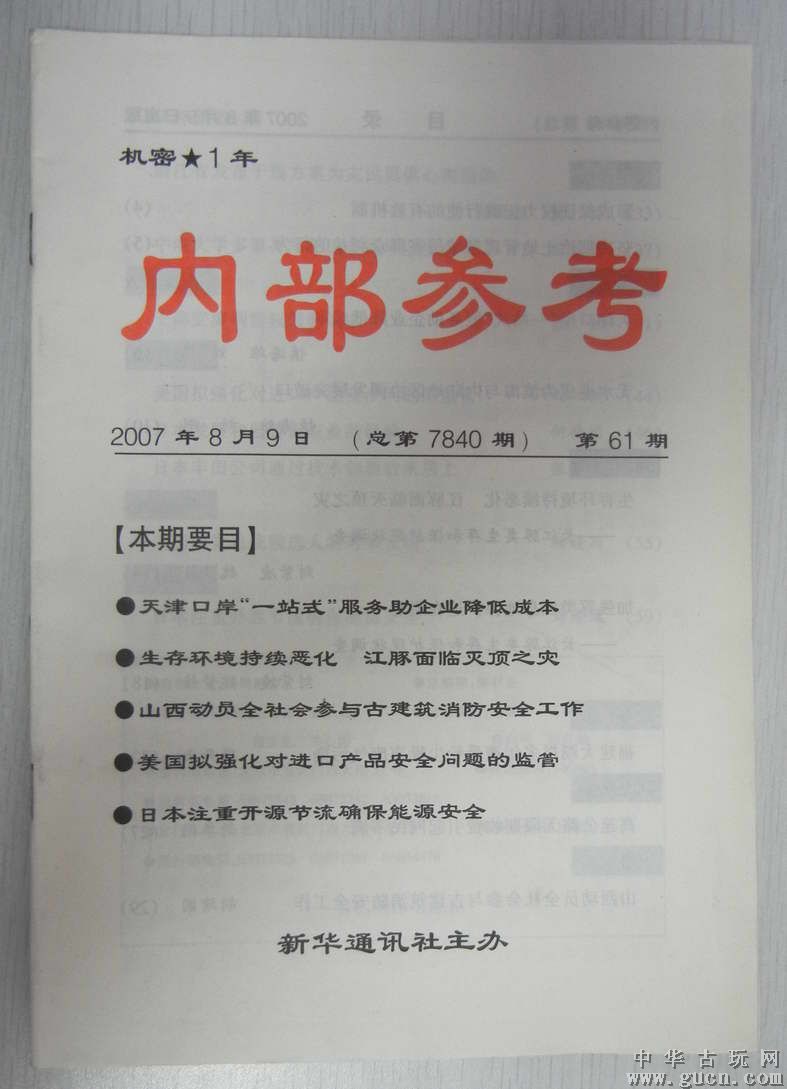 机密★1年
内部参考
2007年8月9日 (总第7840期) 第61期
【本期要目】
●天津口岸“一站式”服务助企业降低成本
●生存环境持续恶化 江豚面临灭顶之灾
●山西动员全社会参与古建筑消防安全工作
●美国拟强化对进口产品安全问题的监管
●日本注重开源节流确保能源安全
新华通讯社主办
中华古玩网
www.gucn.com